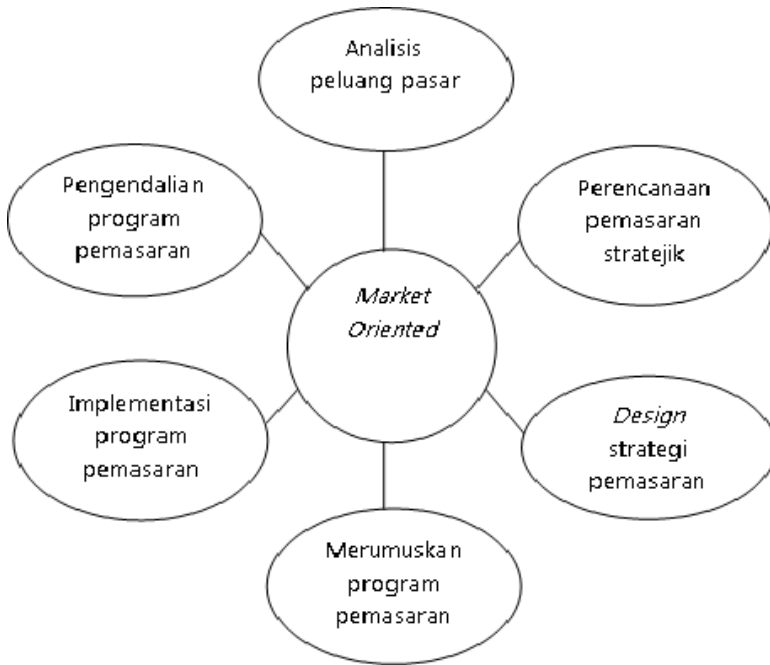 Analisis
peluang pasar
Pengendalian
program
pemasaran
Perencanaan
pemasaran
stratejik
Market
Oriented
Implementasi
program
pemasaran
Design
strategi
pemasaran
Merumuskan
program
pemasaran